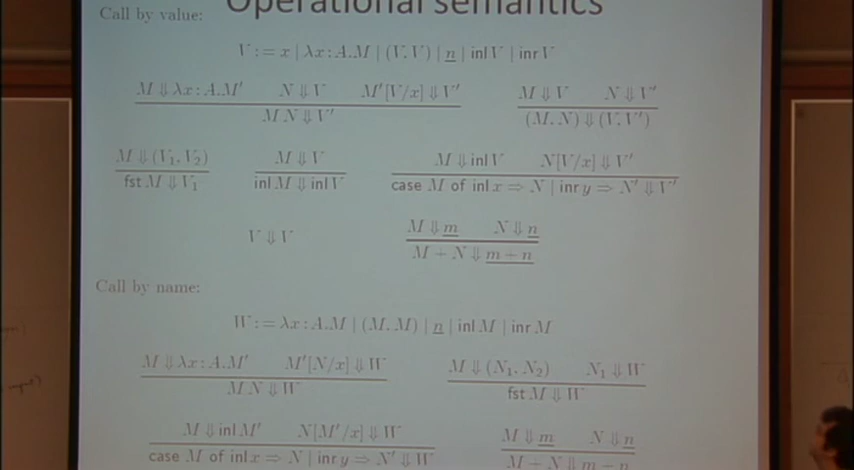 Operational semantics
Call by value:
V := x | λx : A.M | (V, V) | n | inl V | inr V
M ⇓ λx : A.M′    N ⇓ V    M′[V/x] ⇓ V′
M N ⇓ V′
M ⇓ V    N ⇓ V′
(M, N) ⇓ (V, V′)
M ⇓ (V₁, V₂)
fst M ⇓ V₁
M ⇓ V
inl M ⇓ inl V
M ⇓ inl V    N[V/x] ⇓ V′
case M of inl x ⇒ N | inr y ⇒ N′ ⇓ V′
V ⇓ V
M ⇓ m    N ⇓ n
M + N ⇓ m + n
Call by name:
W := λx : A.M | (M, M) | n | inl M | inr M
M ⇓ λx : A.M′    M′[N/x] ⇓ W
M N ⇓ W
M ⇓ (N₁, N₂)    N₁ ⇓ W
fst M ⇓ W
M ⇓ inl M′    N[M′/x] ⇓ W
case M of inl x ⇒ N | inr y ⇒ N′ ⇓ W
M ⇓ m    N ⇓ n
M + N ⇓ m + n